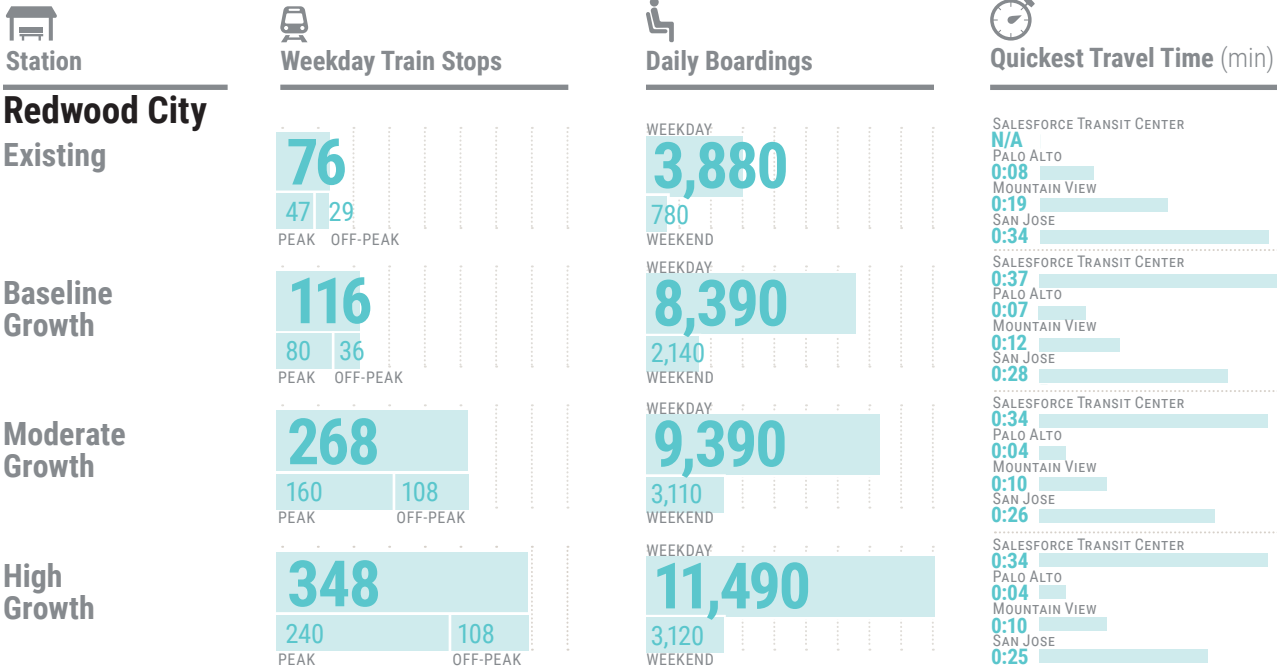 Station
Weekday Train Stops
Daily Boardings
Quickest Travel Time (min)
Redwood City
Existing
76
47 29
PEAK OFF-PEAK
WEEKDAY
3,880
780
WEEKEND
SALESFORCE TRANSIT CENTER
N/A
PALO ALTO
0:08
MOUNTAIN VIEW
0:19
SAN JOSE
0:34
Baseline
Growth
116
80 36
PEAK OFF-PEAK
WEEKDAY
8,390
2,140
WEEKEND
SALESFORCE TRANSIT CENTER
0:37
PALO ALTO
0:07
MOUNTAIN VIEW
0:12
SAN JOSE
0:28
Moderate
Growth
268
160 108
PEAK OFF-PEAK
WEEKDAY
9,390
3,110
WEEKEND
SALESFORCE TRANSIT CENTER
0:34
PALO ALTO
0:04
MOUNTAIN VIEW
0:10
SAN JOSE
0:26
High
Growth
348
240 108
PEAK OFF-PEAK
WEEKDAY
11,490
3,120
WEEKEND
SALESFORCE TRANSIT CENTER
0:34
PALO ALTO
0:04
MOUNTAIN VIEW
0:10
SAN JOSE
0:25